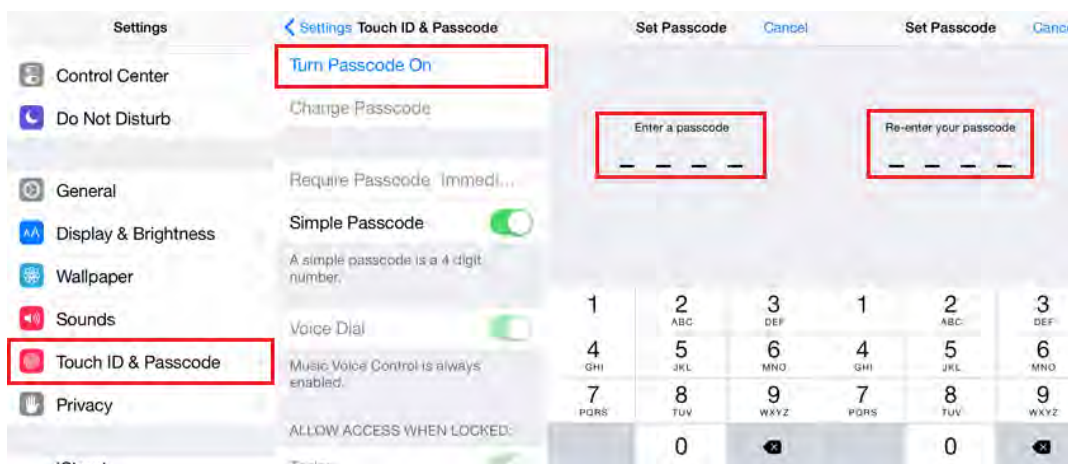 Settings
Control Center
Do Not Disturb
General
AA
Display & Brightness
Wallpaper
Sounds
Touch ID & Passcode
Privacy
Settings Touch ID & Passcode
Turn Passcode On
Change Passcode
Require Passcode Immedi...
Simple Passcode
A simple passcode is a 4 digit
number.
Voice Dial
Music Voice Control is always
enabled.
ALLOW ACCESS WHEN LOCKED:
Set Passcode Cancel
Enter a passcode
1 2 3
ABC DEF
4 5 6
GHI JKL MNO
7 8 9
PQRS TUV WXYZ
0
Set Passcode Cance
Re-enter your passcode
1 2 3
ABC DEF
4 5 6
GHI JKL MNO
7 8 9
PQRS TUV WXYZ
0